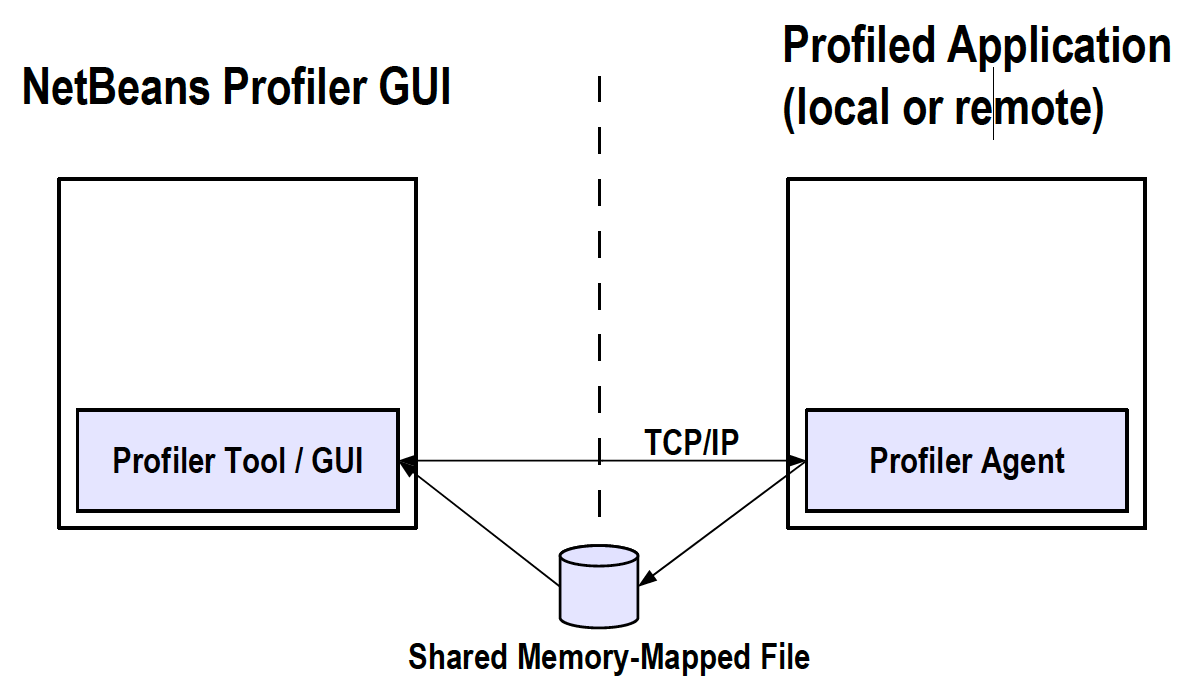 NetBeans Profiler GUI
Profiled Application
(local or remote)
Profiler Tool / GUI
TCP/IP
Profiler Agent
Shared Memory-Mapped File